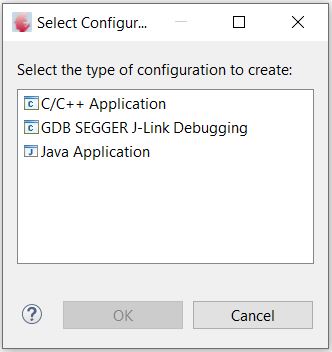 Select Configur...
Select the type of configuration to create:
C/C++ Application
GDB SEGGER J-Link Debugging
Java Application
OK
Cancel